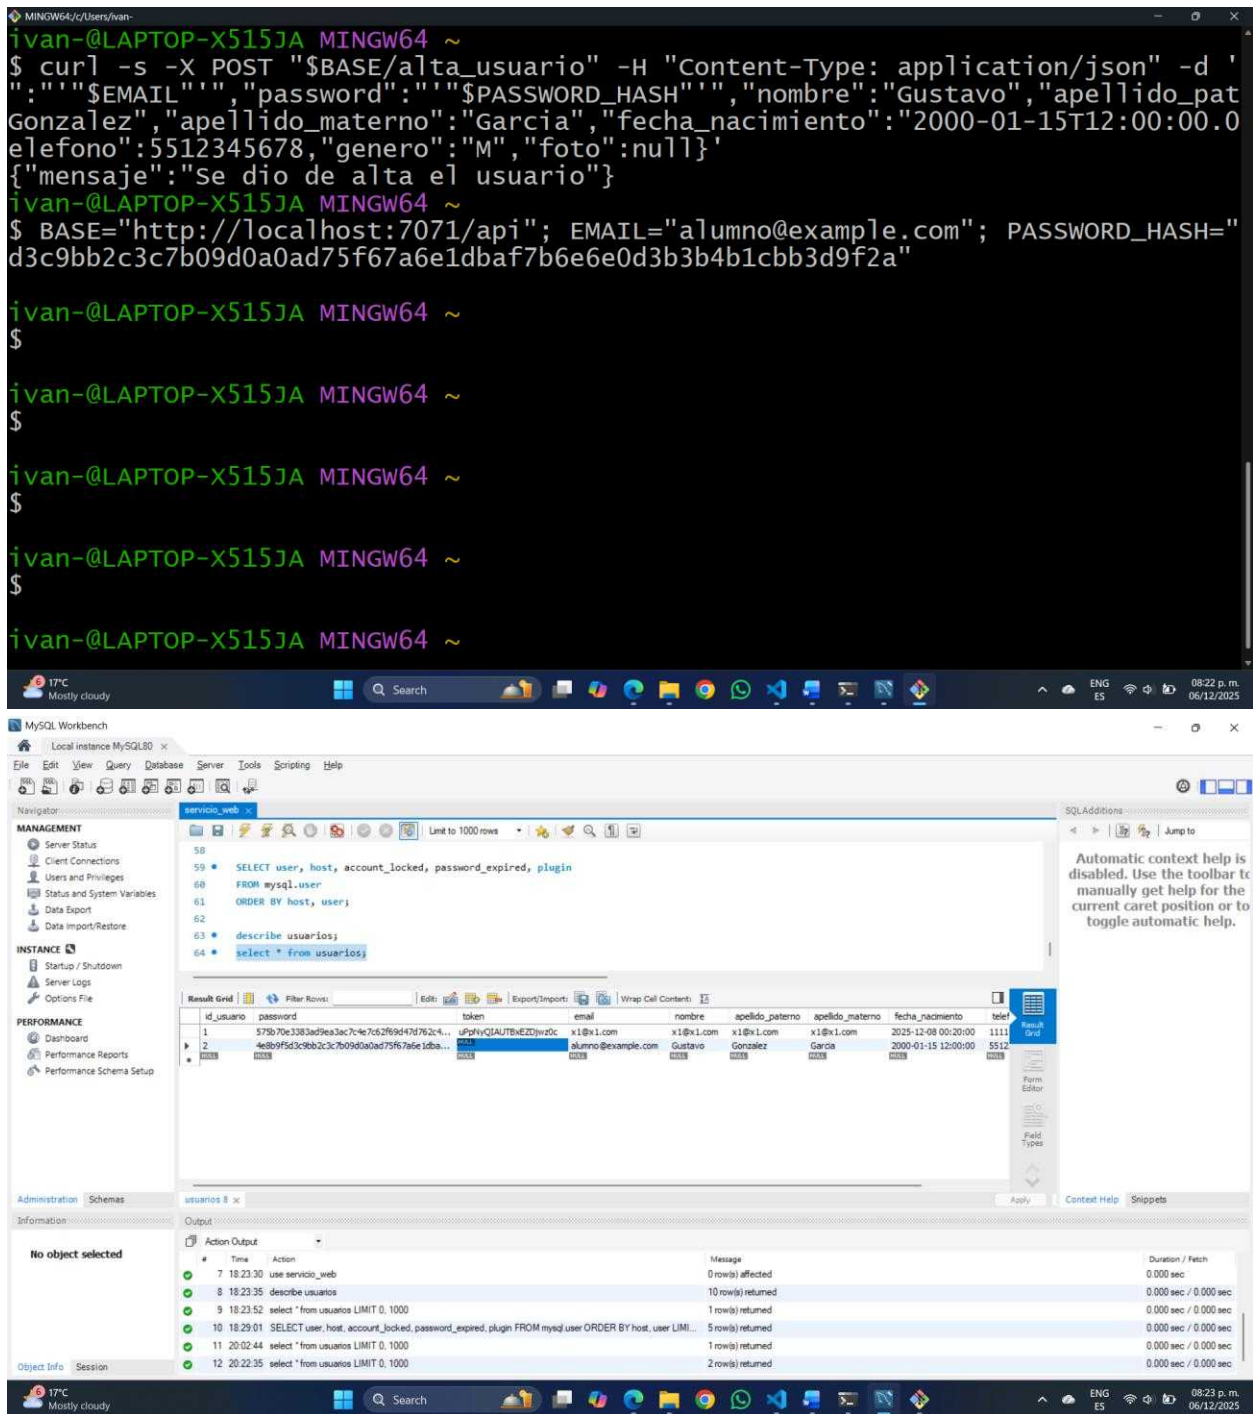 MINGW64:/c/Users/ivan-
ivan-@LAPTOP-X515JA MINGW64 ~
$ curl -s -X POST "$BASE/alta_usuario" -H "Content-Type: application/json" -d '
":"'"$EMAIL"'","password":"'"$PASSWORD_HASH"'","nombre":"Gustavo","apellido_pat
Gonzalez","apellido_materno":"Garcia","fecha_nacimiento":"2000-01-15T12:00:00.0
elefono":5512345678,"genero":"M","foto":null}'
{"mensaje":"Se dio de alta el usuario"}
ivan-@LAPTOP-X515JA MINGW64 ~
$ BASE="http://localhost:7071/api"; EMAIL="alumno@example.com"; PASSWORD_HASH="
d3c9bb2c3c7b09d0a0ad75f67a6e1dbaf7b6e6e0d3b3b4b1cbb3d9f2a"
ivan-@LAPTOP-X515JA MINGW64 ~
$
ivan-@LAPTOP-X515JA MINGW64 ~
$
ivan-@LAPTOP-X515JA MINGW64 ~
$
ivan-@LAPTOP-X515JA MINGW64 ~
$
ivan-@LAPTOP-X515JA MINGW64 ~
6 17°C Search ENG 08:22 p. m.
Mostly cloudy ES 06/12/2025
MySQL Workbench
Local instance MySQL80
File Edit View Query Database Server Tools Scripting Help
Navigator servicio_web SQLAdditions
MANAGEMENT Limit to 1000 rows Jump to
Server Status 58
Client Connections 59 SELECT user, host, account_locked, password_expired, plugin
Users and Privileges 60 FROM mysql.user
Status and System Variables 61 ORDER BY host, user;
Data Export 62
Data Import/Restore 63 describe usuarios;
INSTANCE 64 select * from usuarios;
Automatic context help is
disabled. Use the toolbar to
manually get help for the
current caret position or to
toggle automatic help.
Startup / Shutdown
Server Logs
Options File
Result Grid Filter Rows: Edit: Export/Import: Wrap Cell Content:
PERFORMANCE
Dashboard
Performance Reports
Performance Schema Setup
id_usuario password token email nombre apellido_paterno apellido_materno fecha_nacimiento telef
1 575b70e3383ad9ea3ac7c4e7c62f69d47d762c4... uPpNyQIAUTBxEZDjwz0c x1@x1.com x1@x1.com x1@x1.com x1@x1.com 2025-12-08 00:20:00 1111
2 4e8b9f5d3c9bb2c3c7b09d0a0ad75f67a6e1dba... NULL alumno@example.com Gustavo Gonzalez Garcia 2000-01-15 12:00:00 5512
NULL NULL NULL NULL NULL NULL NULL NULL NULL
Result Grid
Form Editor
Field Types
Administration Schemas usuarios 8 Apply Context Help Snippets
Information Output
No object selected
Action Output
# Time Action Message Duration / Fetch
7 18:23:30 use servicio_web 0 row(s) affected 0.000 sec
8 18:23:35 describe usuarios 10 row(s) returned 0.000 sec / 0.000 sec
9 18:23:52 select * from usuarios LIMIT 0, 1000 1 row(s) returned 0.000 sec / 0.000 sec
10 18:29:01 SELECT user, host, account_locked, password_expired, plugin FROM mysql.user ORDER BY host, user LIMI... 5 row(s) returned 0.000 sec / 0.000 sec
11 20:02:44 select * from usuarios LIMIT 0, 1000 1 row(s) returned 0.000 sec / 0.000 sec
12 20:22:35 select * from usuarios LIMIT 0, 1000 2 row(s) returned 0.000 sec / 0.000 sec
Object Info Session
6 17°C Search ENG 08:23 p. m.
Mostly cloudy ES 06/12/2025